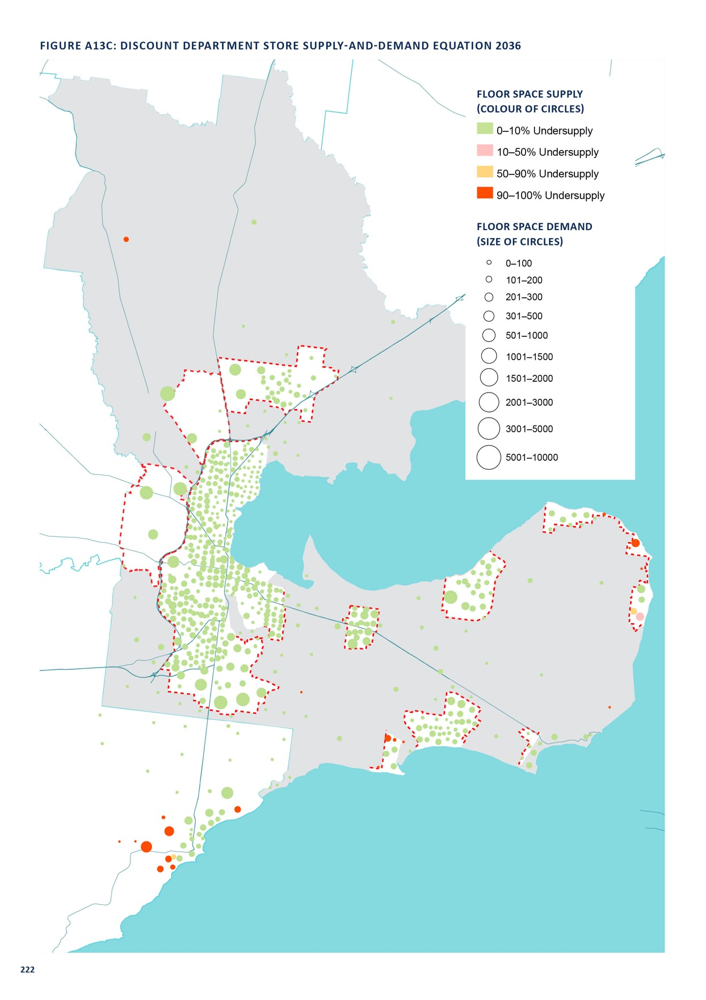 FIGURE A13C: DISCOUNT DEPARTMENT STORE SUPPLY-AND-DEMAND EQUATION 2036
FLOOR SPACE SUPPLY
(COLOUR OF CIRCLES)
0–10% Undersupply
10–50% Undersupply
50–90% Undersupply
90–100% Undersupply
FLOOR SPACE DEMAND
(SIZE OF CIRCLES)
0–100
101–200
201–300
301–500
501–1000
1001–1500
1501–2000
2001–3000
3001–5000
5001–10000
222